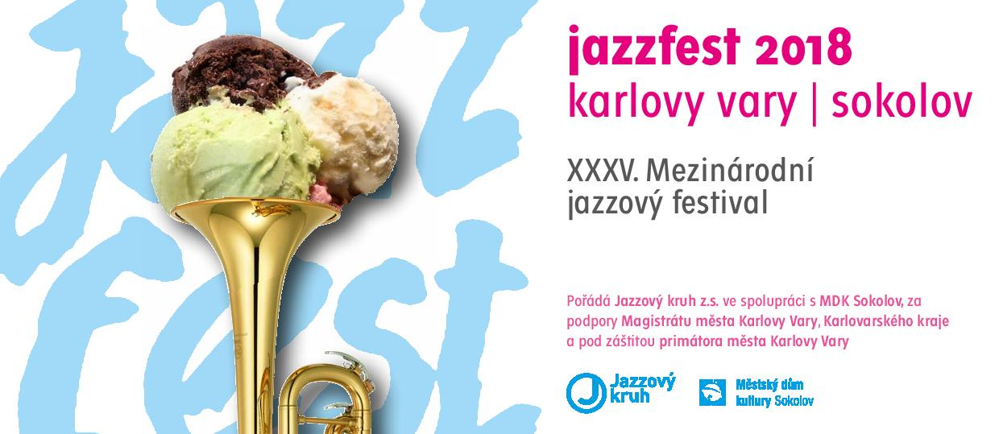 jazz
fest
jazzfest 2018
karlovy vary | sokolov
XXXV. Mezinárodní
jazzový festival
Pořádá Jazzový kruh z.s. ve spolupráci s MDK Sokolov, za
podpory Magistrátu města Karlovy Vary, Karlovarského kraje
a pod záštitou primátora města Karlovy Vary
Jazzový
kruh
Městský dům
kultury Sokolov